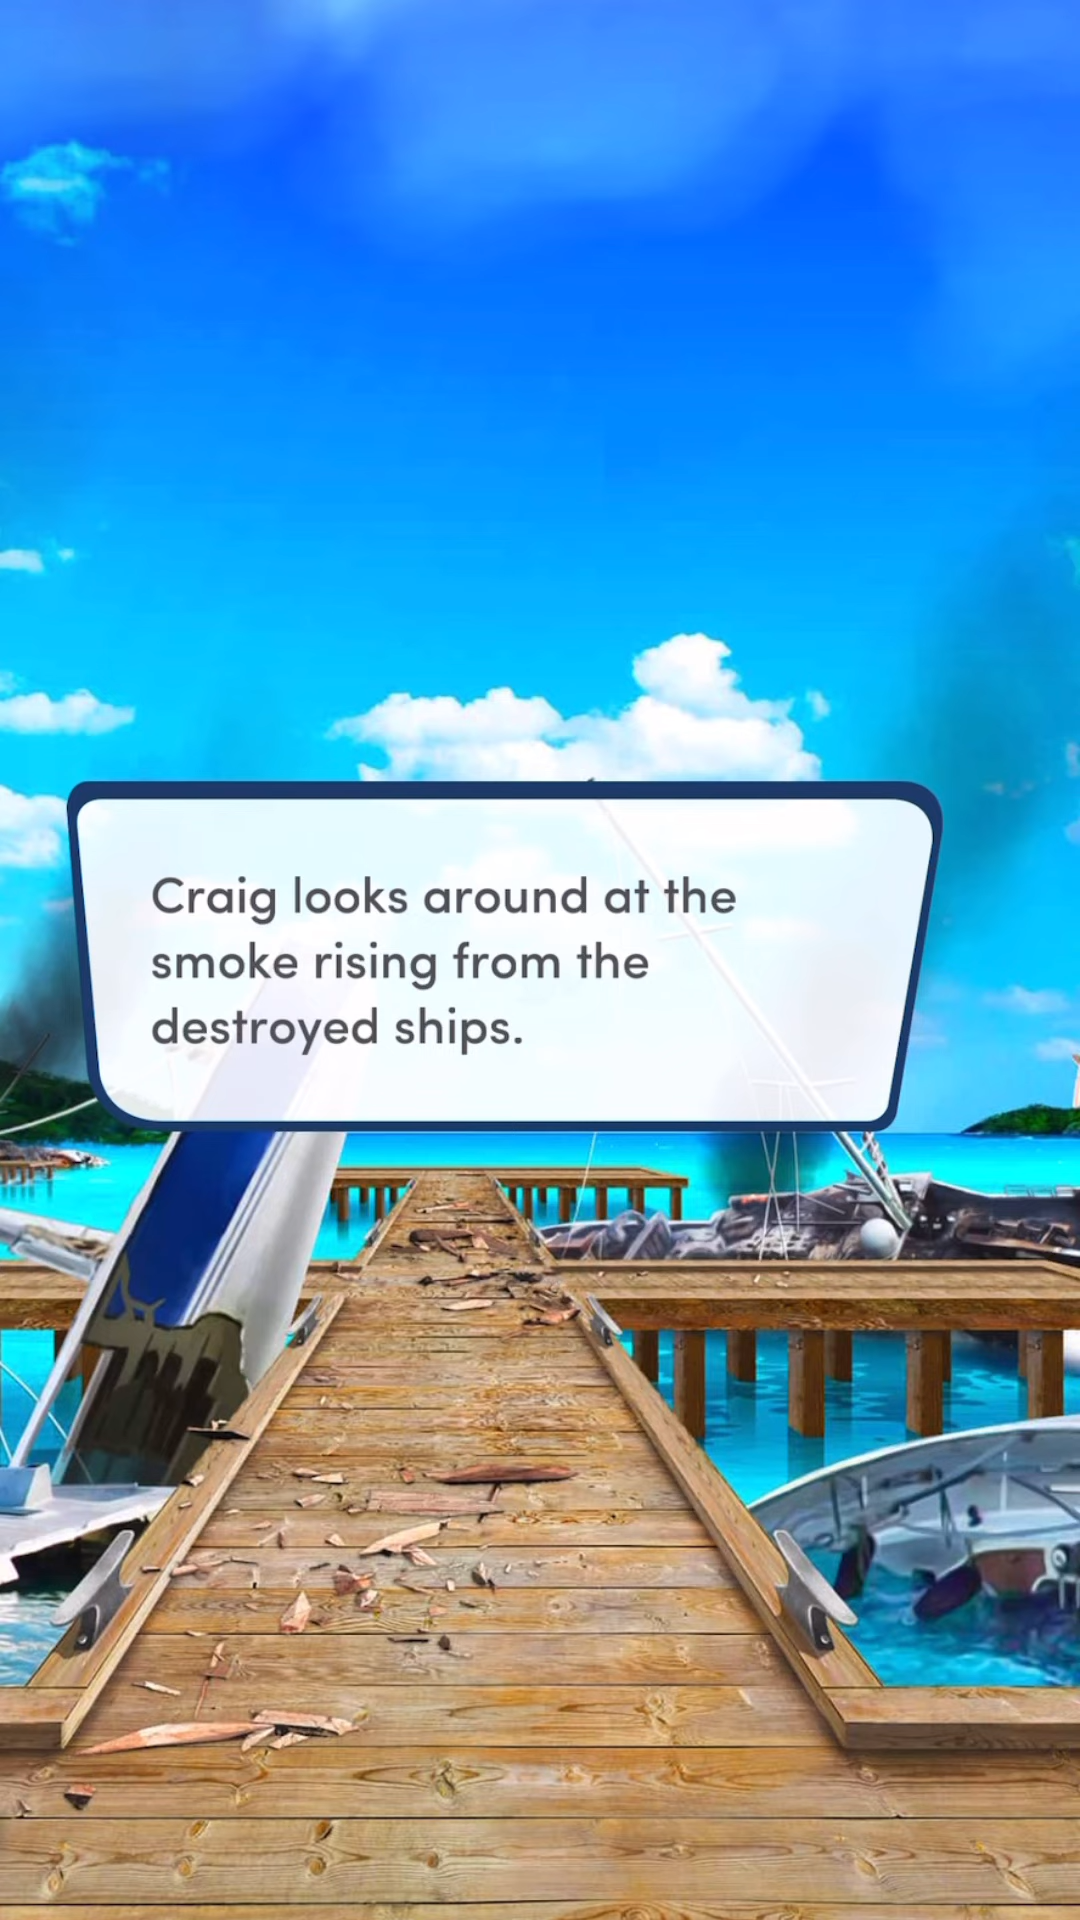 Craig looks around at the
smoke rising from the
destroyed ships.